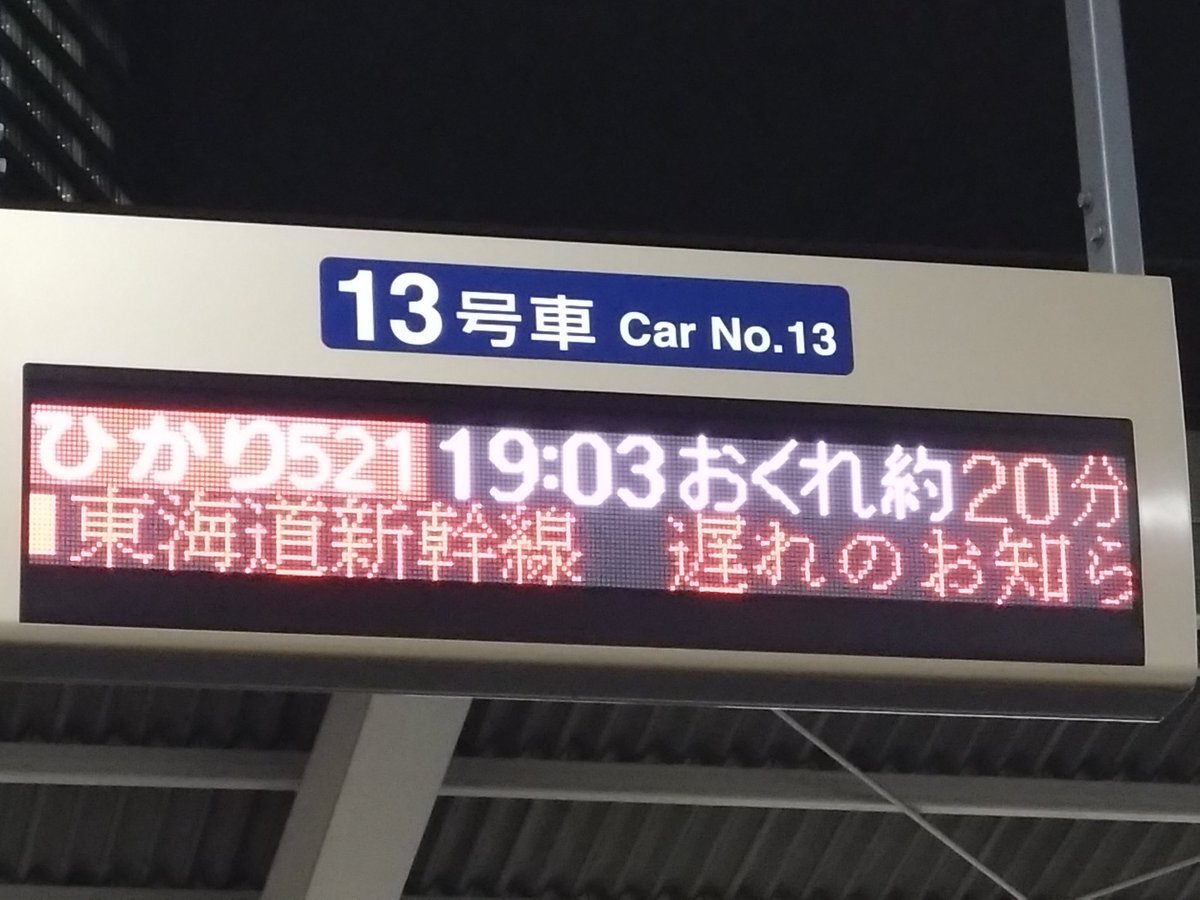 13号車 Car No.13
ひかり521 19:03 おくれ約20分
東海道新幹線 遅れのお知ら